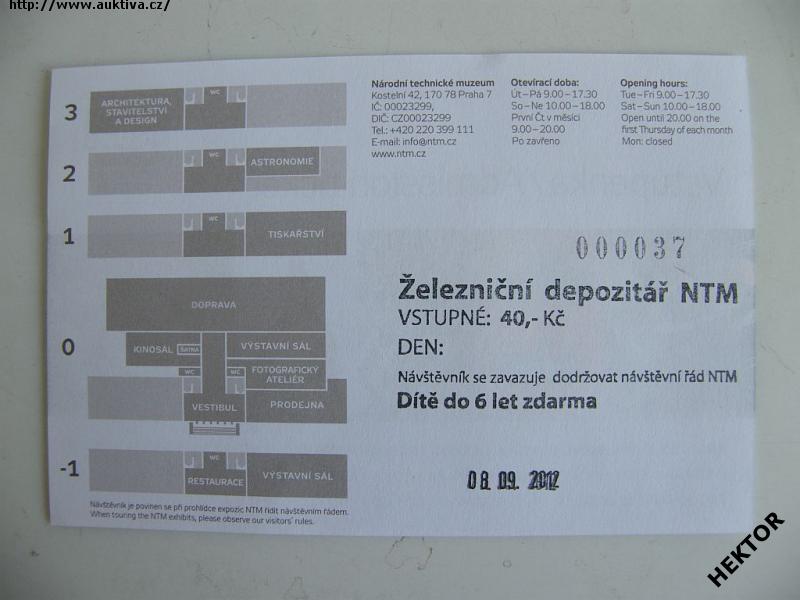 http://www.auktiva.cz/
3
ARCHITEKTURA,
STAVITELSTVÍ
A DESIGN
WC
2
WC
ASTRONOMIE
1
WC
TISKAŘSTVÍ
0
DOPRAVA
KINOSÁL
ŠATNA
VÝSTAVNÍ SÁL
WC
WC
FOTOGRAFICKÝ
ATELIÉR
VESTIBUL
PRODEJNA
-1
WC
RESTAURACE
VÝSTAVNÍ SÁL
Návštěvník je povinen se při prohlídce expozic NTM řídit návštěvním řádem.
When touring the NTM exhibits, please observe our visitors' rules.
Národní technické muzeum
Kostelní 42, 170 78 Praha 7
IČ: 00023299,
DIČ: CZ00023299
Tel.: +420 220 399 111
E-mail: info@ntm.cz
www.ntm.cz
Otevírací doba:
Út – Pá 9.00 – 17.30
So – Ne 10.00 – 18.00
První Čt v měsíci
9.00 – 20.00
Po zavřeno
Opening hours:
Tue – Fri 9.00 – 17.30
Sat – Sun 10.00 – 18.00
Open until 20.00 on the
first Thursday of each month
Mon: closed
000037
Železniční depozitář NTM
VSTUPNÉ: 40,- Kč
DEN:
Návštěvník se zavazuje dodržovat návštěvní řád NTM
Dítě do 6 let zdarma
08. 09. 2012
HEKTOR